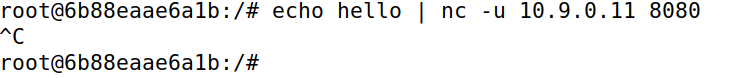 root@6b88eaae6a1b:/# echo hello | nc -u 10.9.0.11 8080
^C
root@6b88eaae6a1b:/#